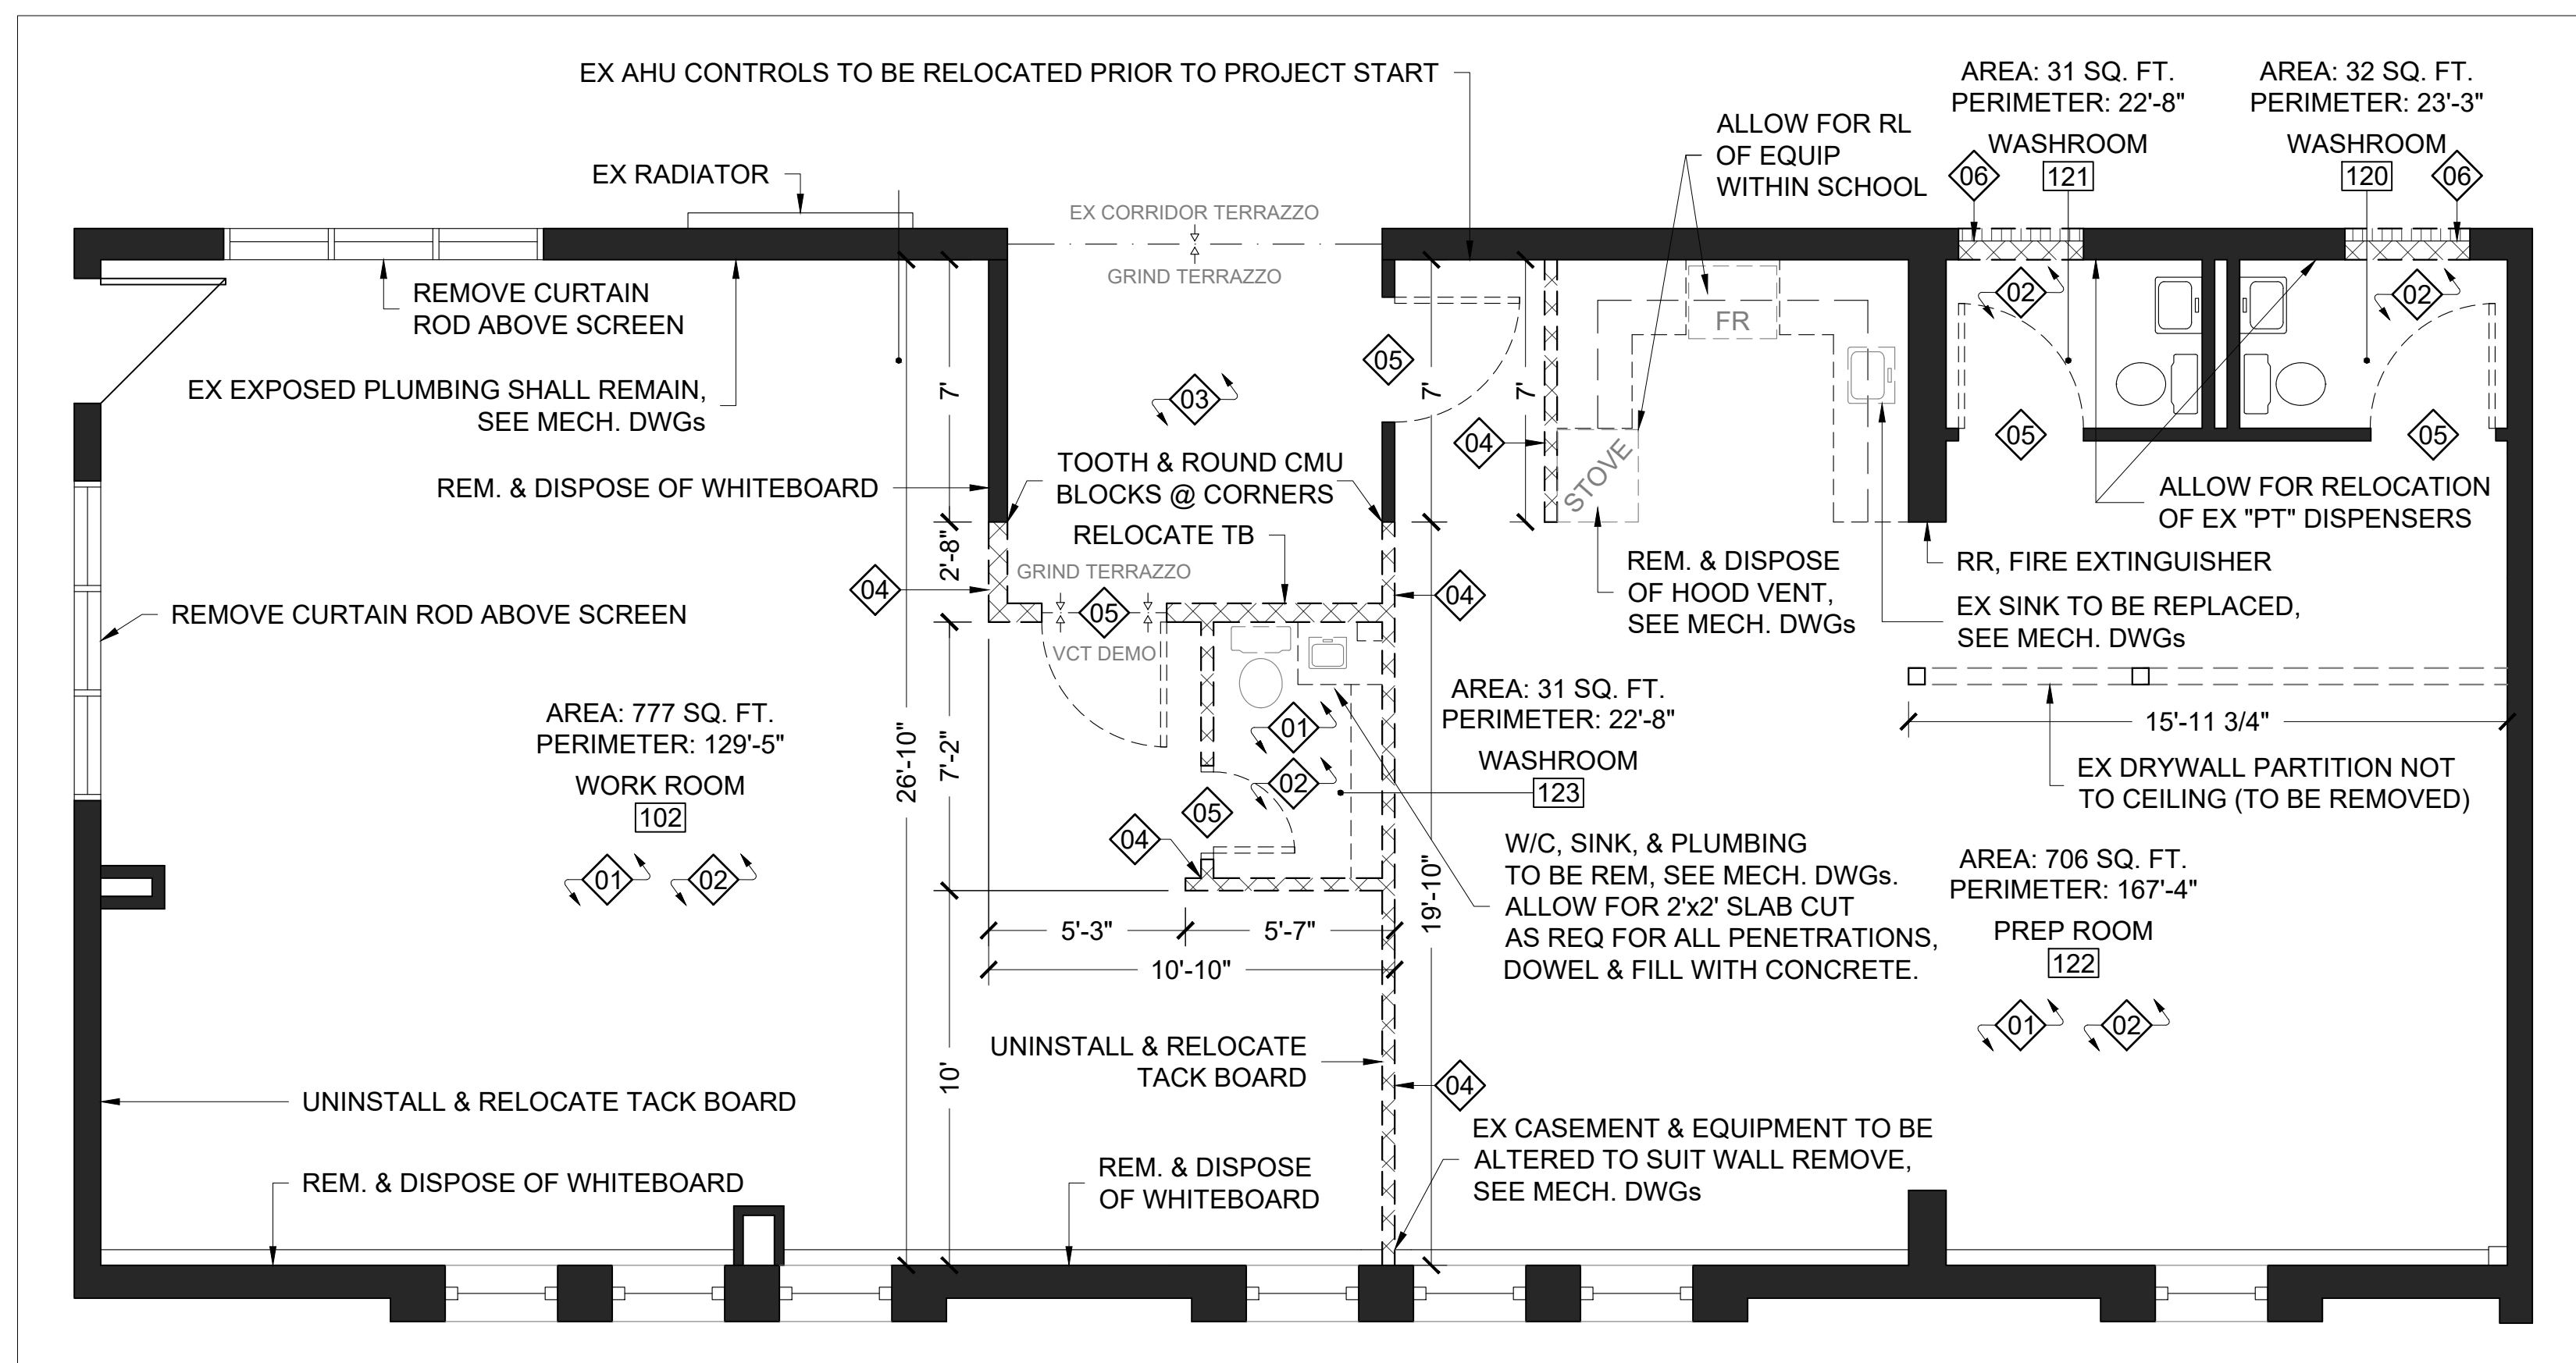 EX AHU CONTROLS TO BE RELOCATED PRIOR TO PROJECT START
AREA: 31 SQ. FT.
PERIMETER: 22'-8"
WASHROOM
121
06
AREA: 32 SQ. FT.
PERIMETER: 23'-3"
WASHROOM
120
06
ALLOW FOR RL
OF EQUIP
WITHIN SCHOOL
EX RADIATOR
EX CORRIDOR TERRAZZO
GRIND TERRAZZO
REMOVE CURTAIN
ROD ABOVE SCREEN
02
02
FR
05
EX EXPOSED PLUMBING SHALL REMAIN,
SEE MECH. DWGs
7'
03
7'
7'
04
05
05
STOVE
TOOTH & ROUND CMU
BLOCKS @ CORNERS
REM. & DISPOSE OF WHITEBOARD
ALLOW FOR RELOCATION
OF EX "PT" DISPENSERS
RELOCATE TB
2'-8"
GRIND TERRAZZO
04
05
04
VCT DEMO
REM. & DISPOSE
OF HOOD VENT,
SEE MECH. DWGs
RR, FIRE EXTINGUISHER
EX SINK TO BE REPLACED,
SEE MECH. DWGs
REMOVE CURTAIN ROD ABOVE SCREEN
AREA: 777 SQ. FT.
PERIMETER: 129'-5"
WORK ROOM
102
01
02
26'-10"
7'-2"
01
02
05
04
AREA: 31 SQ. FT.
PERIMETER: 22'-8"
WASHROOM
123
15'-11 3/4"
EX DRYWALL PARTITION NOT
TO CEILING (TO BE REMOVED)
W/C, SINK, & PLUMBING
TO BE REM, SEE MECH. DWGs.
ALLOW FOR 2'x2' SLAB CUT
AS REQ FOR ALL PENETRATIONS,
DOWEL & FILL WITH CONCRETE.
19'-10"
AREA: 706 SQ. FT.
PERIMETER: 167'-4"
PREP ROOM
122
01
02
5'-3"
5'-7"
10'-10"
10'
UNINSTALL & RELOCATE
TACK BOARD
04
UNINSTALL & RELOCATE TACK BOARD
EX CASEMENT & EQUIPMENT TO BE
ALTERED TO SUIT WALL REMOVE,
SEE MECH. DWGs
REM. & DISPOSE OF WHITEBOARD
REM. & DISPOSE
OF WHITEBOARD